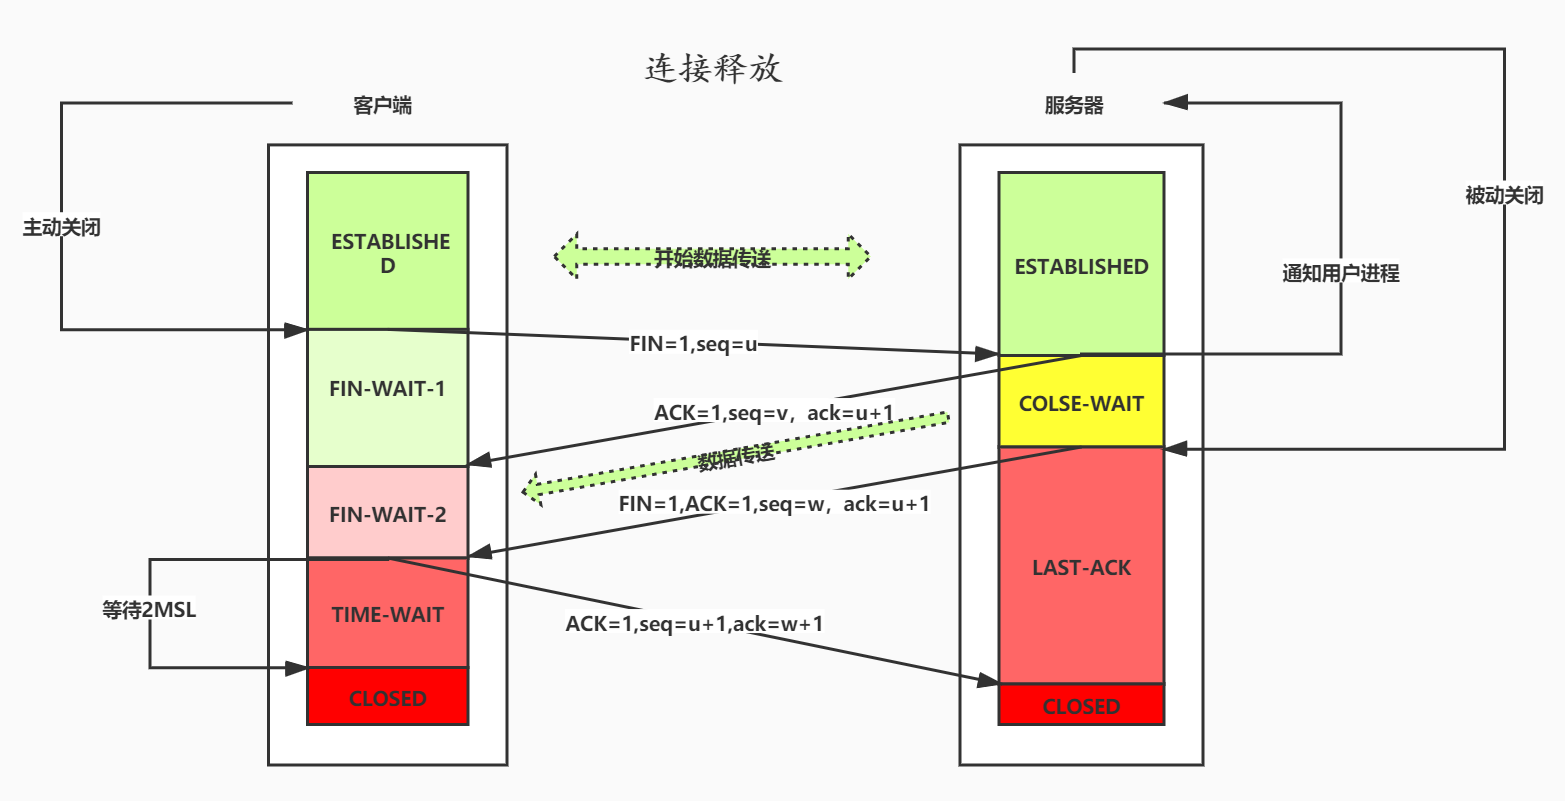 连接释放
客户端
服务器
主动关闭
被动关闭
ESTABLISHE
D
开始数据传送
ESTABLISHED
通知用户进程
FIN=1,seq=u
FIN-WAIT-1
COLSE-WAIT
ACK=1,seq=v，ack=u+1
数据传送
FIN=1,ACK=1,seq=w，ack=u+1
FIN-WAIT-2
LAST-ACK
等待2MSL
TIME-WAIT
ACK=1,seq=u+1,ack=w+1
CLOSED
CLOSED